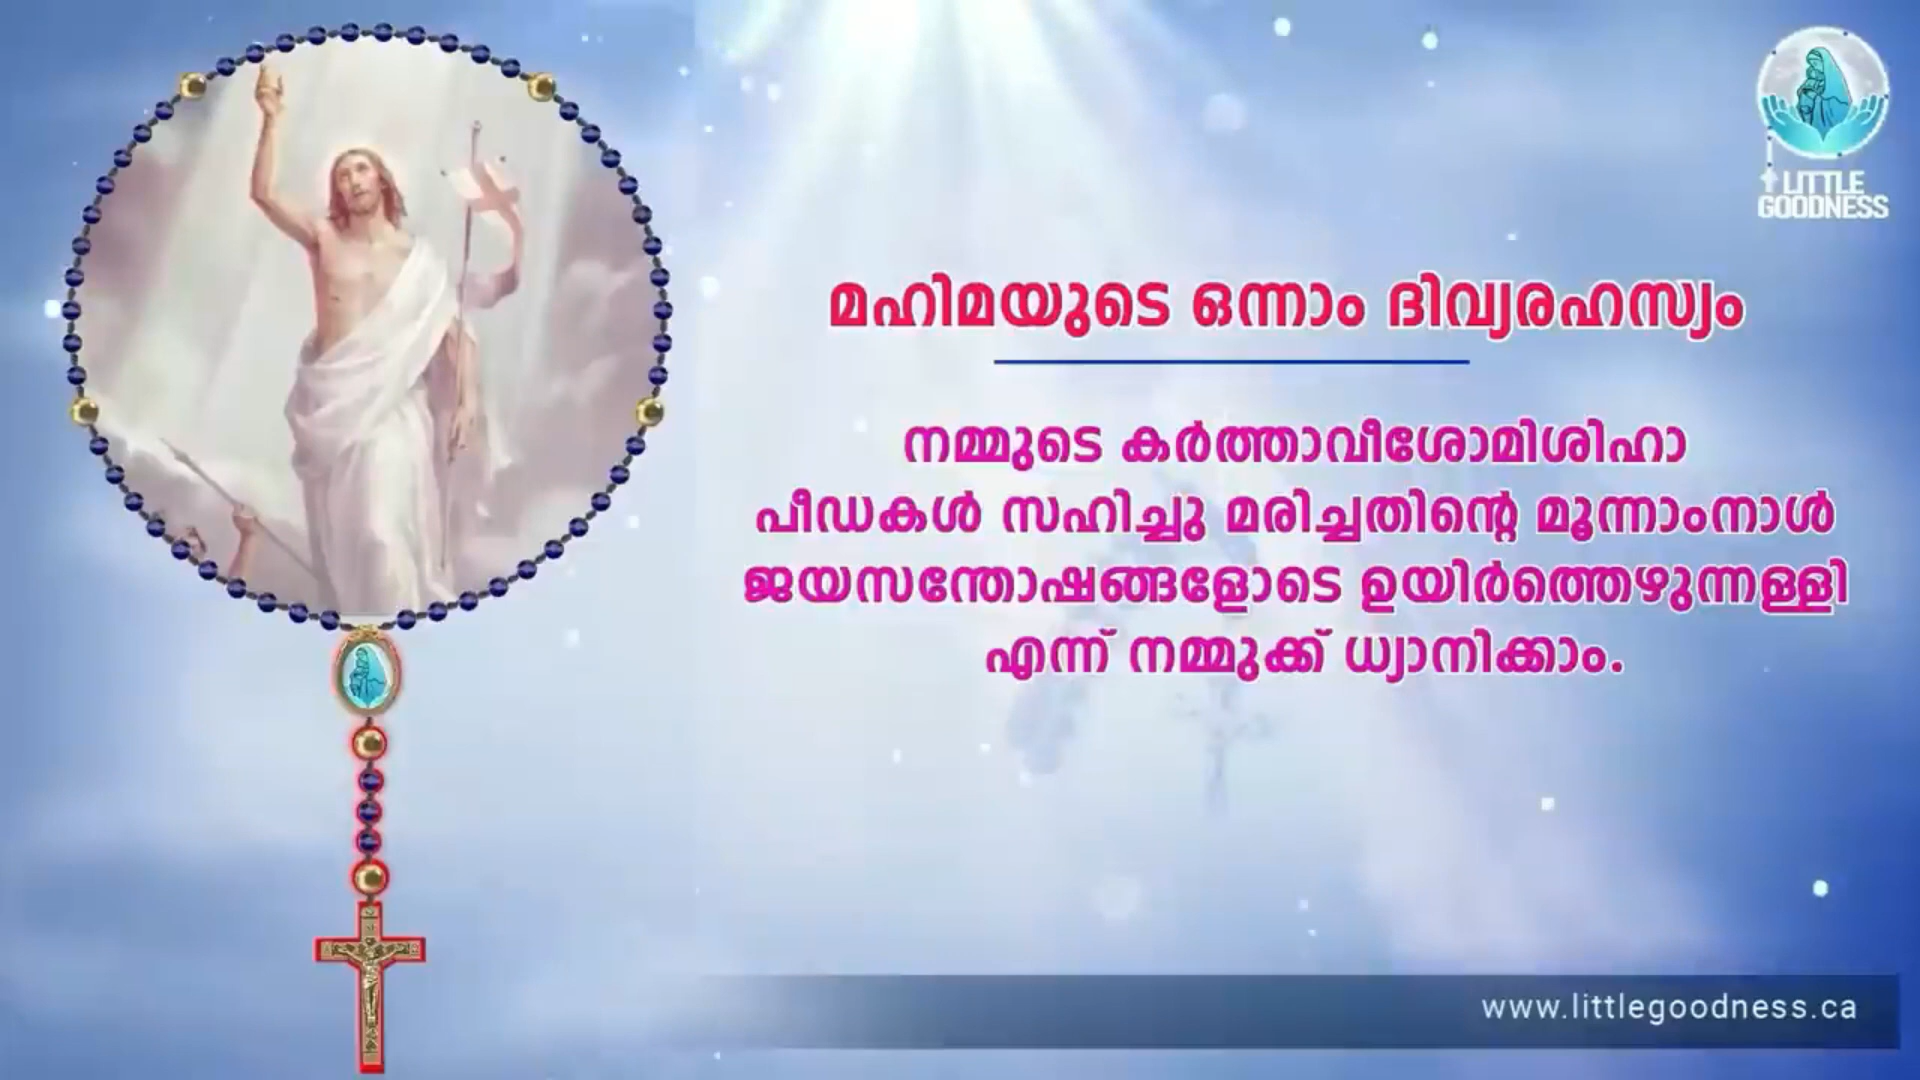 LITTLE
GOODNESS
മഹിമയുടെ ഒന്നാം ദിവ്യരഹസ്യം
നമ്മുടെ കർത്താവീശോമിശിഹാ
പീഡകൾ സഹിച്ചു മരിച്ചതിന്റെ മൂന്നാംനാൾ
ജയസന്തോഷങ്ങളോടെ ഉയിർത്തെഴുന്നള്ളി
എന്ന് നമ്മുക്ക് ധ്യാനിക്കാം.
www.littlegoodness.ca